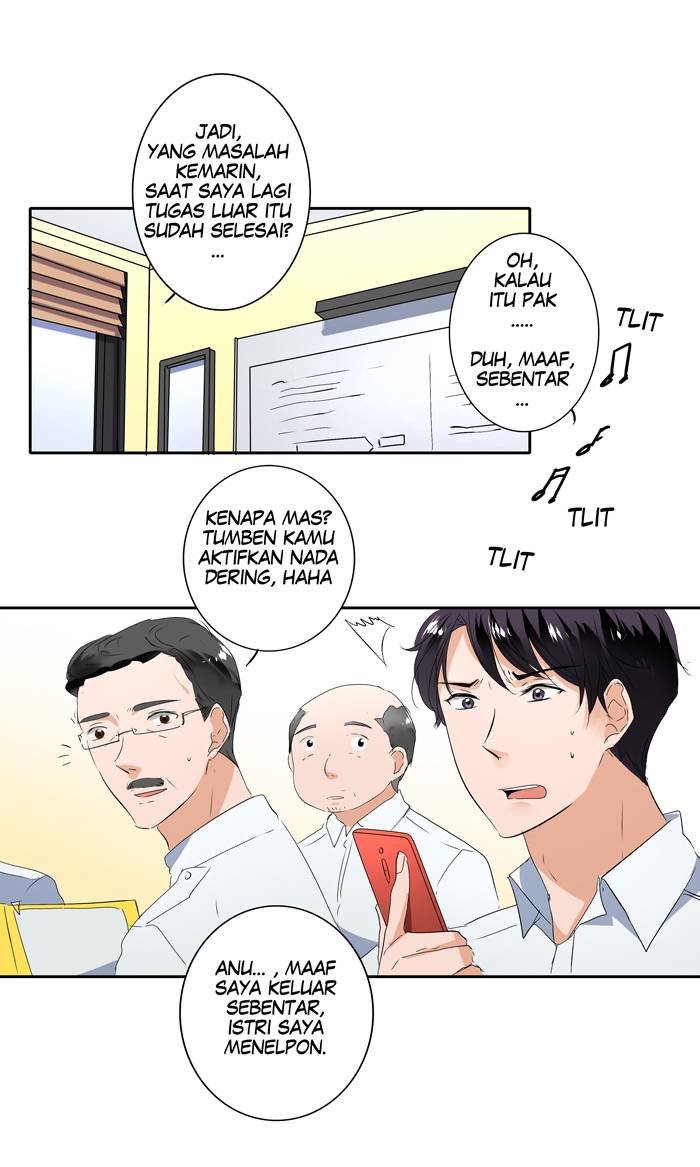 JADI,
YANG MASALAH
KEMARIN,
SAAT SAYA LAGI
TUGAS LUAR ITU
SUDAH SELESAI?
...
OH,
KALAU
ITU PAK
.....
DUH, MAAF,
SEBENTAR
...
TLIT
TLIT
TLIT
KENAPA MAS?
TUMBEN KAMU
AKTIFKAN NADA
DERING, HAHA
ANU... , MAAF
SAYA KELUAR
SEBENTAR,
ISTRI SAYA
MENELPON.